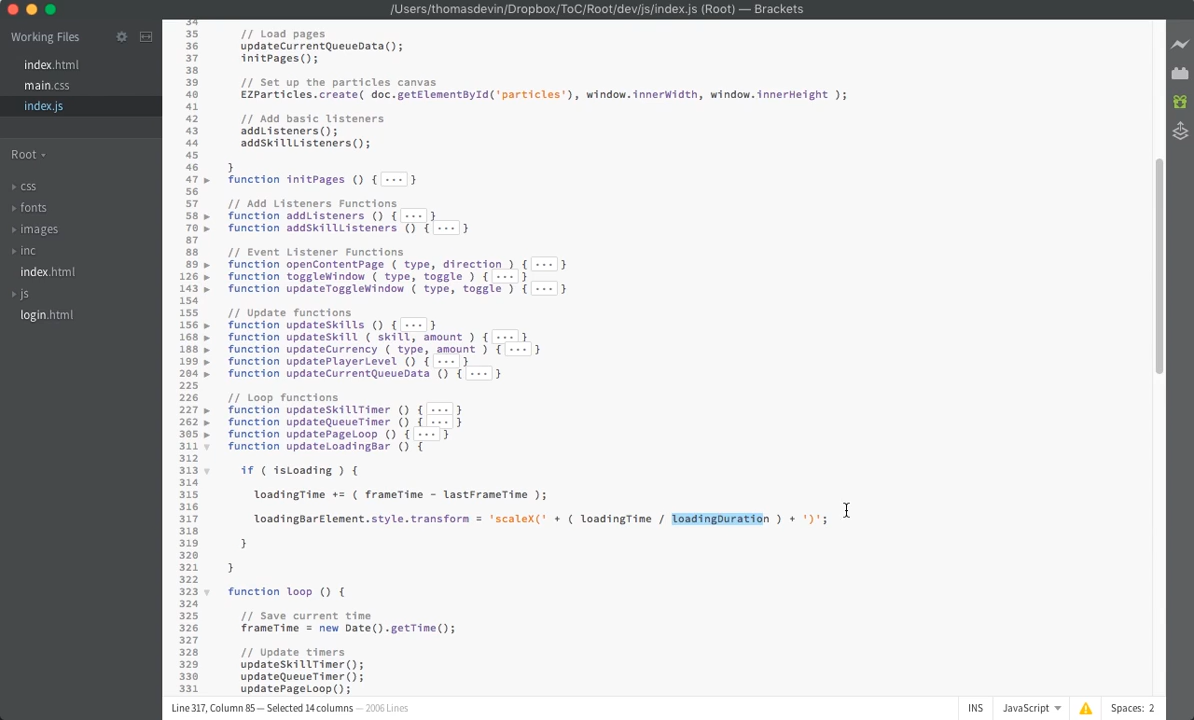 /Users/thomasdevin/Dropbox/ToC/Root/dev/js/index.js (Root) — Brackets
Working Files
index.html
main.css
index.js
Root
css
fonts
images
inc
index.html
js
login.html
34
35 // Load pages
36 updateCurrentQueueData();
37 initPages();
38
39 // Set up the particles canvas
40 EZParticles.create( doc.getElementById('particles'), window.innerWidth, window.innerHeight );
41
42 // Add basic listeners
43 addListeners();
44 addSkillListeners();
45
46 }
47 function initPages () { ... }
56
57 // Add Listeners Functions
58 function addListeners () { ... }
70 function addSkillListeners () { ... }
87
88 // Event Listener Functions
89 function openContentPage ( type, direction ) { ... }
126 function toggleWindow ( type, toggle ) { ... }
143 function updateToggleWindow ( type, toggle ) { ... }
154
155 // Update functions
156 function updateSkills () { ... }
168 function updateSkill ( skill, amount ) { ... }
188 function updateCurrency ( type, amount ) { ... }
199 function updatePlayerLevel () { ... }
204 function updateCurrentQueueData () { ... }
225
226 // Loop functions
227 function updateSkillTimer () { ... }
262 function updateQueueTimer () { ... }
305 function updatePageLoop () { ... }
311 function updateLoadingBar () {
312
313 if ( isLoading ) {
314
315 loadingTime += ( frameTime - lastFrameTime );
316
317 loadingBarElement.style.transform = 'scaleX(' + ( loadingTime / loadingDuration ) + ')';
318
319 }
320
321 }
322
323 function loop () {
324
325 // Save current time
326 frameTime = new Date().getTime();
327
328 // Update timers
329 updateSkillTimer();
330 updateQueueTimer();
331 updatePageLoop();
Line 317, Column 85 — Selected 14 columns — 2006 Lines
INS
JavaScript
Spaces: 2